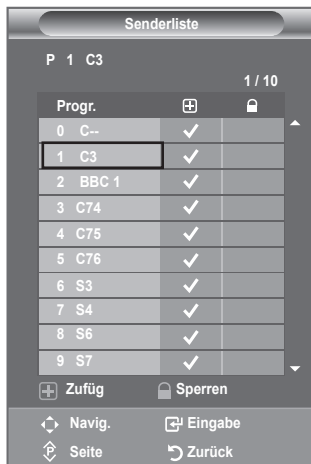 Senderliste
P 1 C3
1 / 10
Progr.
0 C--
1 C3
2 BBC 1
3 C74
4 C75
5 C76
6 S3
7 S4
8 S6
9 S7
Zufüg Sperren
Navig. Eingabe
Seite Zurück